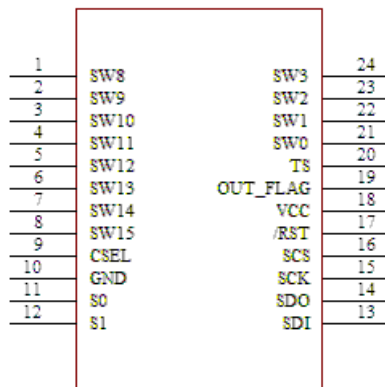 1 SW8 SW3 24
2 SW9 SW2 23
3 SW10 SW1 22
4 SW11 SW0 21
5 SW12 TS 20
6 SW13 OUT_FLAG 19
7 SW14 VCC 18
8 SW15 /RST 17
9 CSEL SCS 16
10 GND SCK 15
11 S0 SDO 14
12 S1 SDI 13